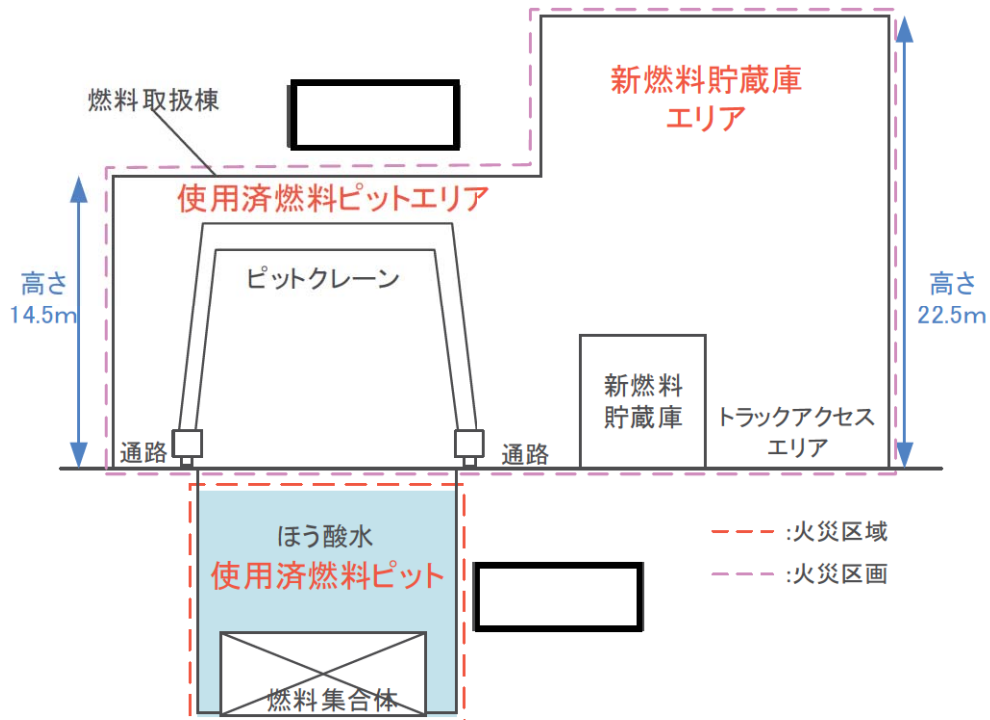 新燃料貯蔵庫
エリア
燃料取扱棟
使用済燃料ピットエリア
ピットクレーン
高さ
14.5m
高さ
22.5m
新燃料
貯蔵庫
トラックアクセス
エリア
通路
通路
ほう酸水
使用済燃料ピット
燃料集合体
:火災区域
:火災区画